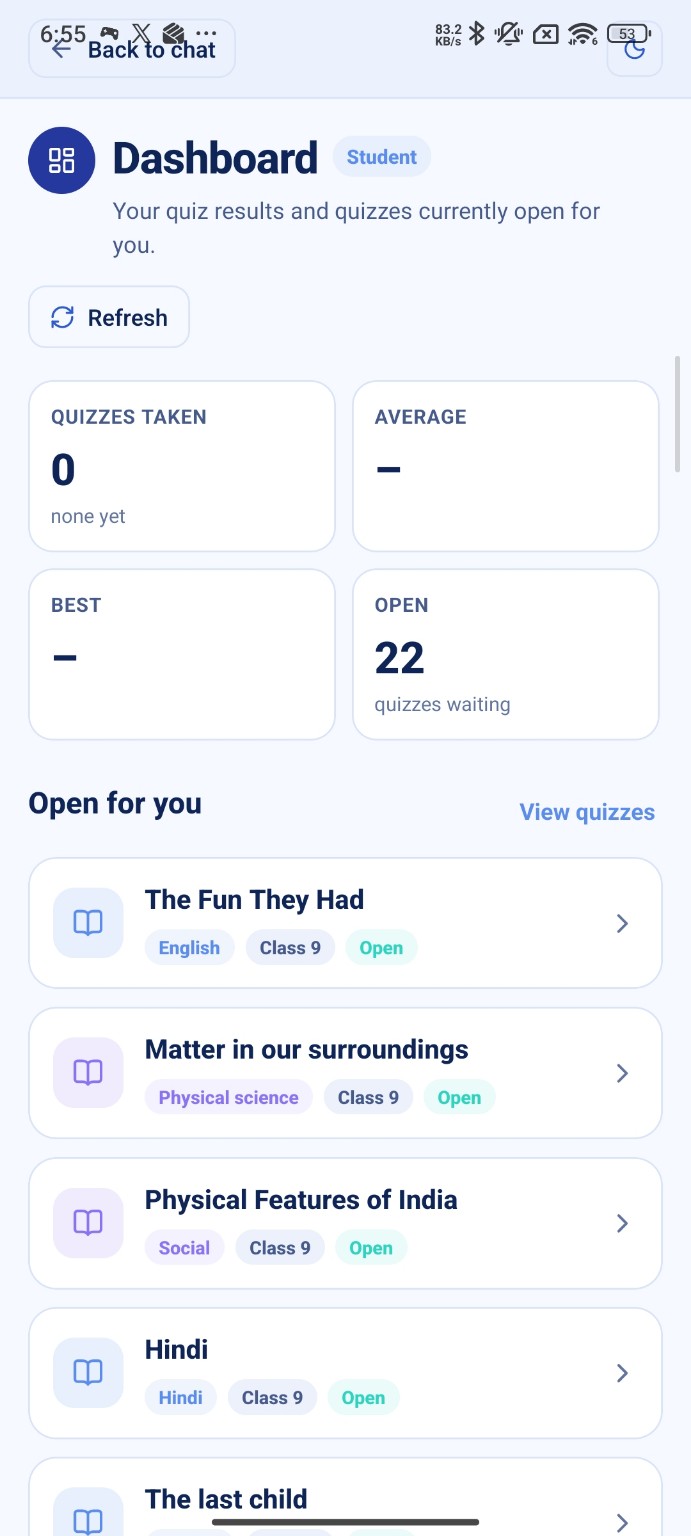 6:55
83.2
KB/s
6
53
Back to chat
Dashboard
Student
Your quiz results and quizzes currently open for
you.
Refresh
QUIZZES TAKEN
0
none yet
AVERAGE
–
BEST
–
OPEN
22
quizzes waiting
Open for you
View quizzes
The Fun They Had
English Class 9 Open
Matter in our surroundings
Physical science Class 9 Open
Physical Features of India
Social Class 9 Open
Hindi
Hindi Class 9 Open
The last child